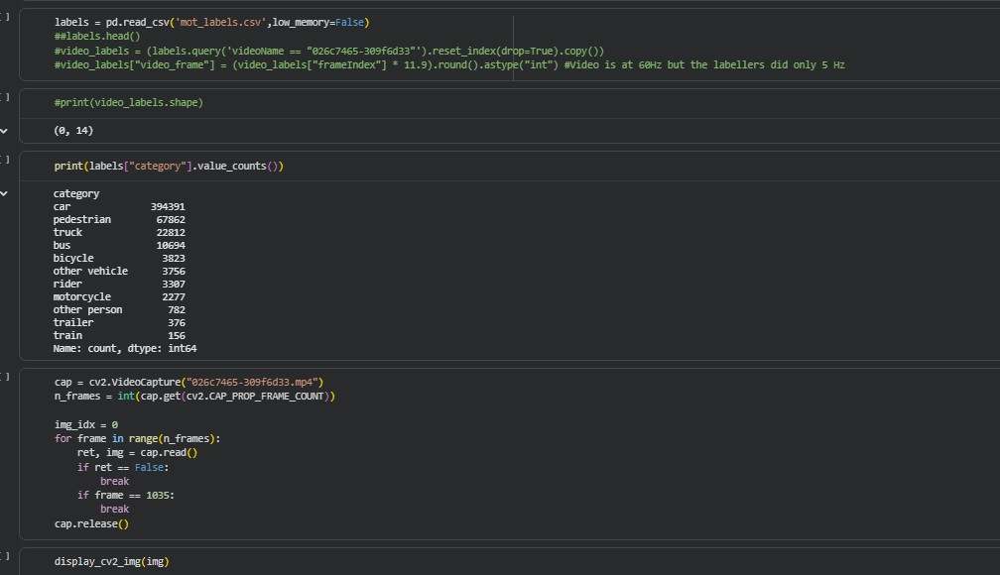 [ ]
labels = pd.read_csv('mot_labels.csv',low_memory=False)
##labels.head()
#video_labels = (labels.query('videoName == "026c7465-309f6d33"').reset_index(drop=True).copy())
#video_labels["video_frame"] = (video_labels["frameIndex"] * 11.9).round().astype("int") #Video is at 60Hz but the labellers did only 5 Hz
[ ]
#print(video_labels.shape)
(0, 14)
[ ]
print(labels["category"].value_counts())
category
car 394391
pedestrian 67862
truck 22812
bus 10694
bicycle 3823
other vehicle 3756
rider 3307
motorcycle 2277
other person 782
trailer 376
train 156
Name: count, dtype: int64
[ ]
cap = cv2.VideoCapture("026c7465-309f6d33.mp4")
n_frames = int(cap.get(cv2.CAP_PROP_FRAME_COUNT))
img_idx = 0
for frame in range(n_frames):
    ret, img = cap.read()
    if ret == False:
        break
    if frame == 1035:
        break
cap.release()
[ ]
display_cv2_img(img)